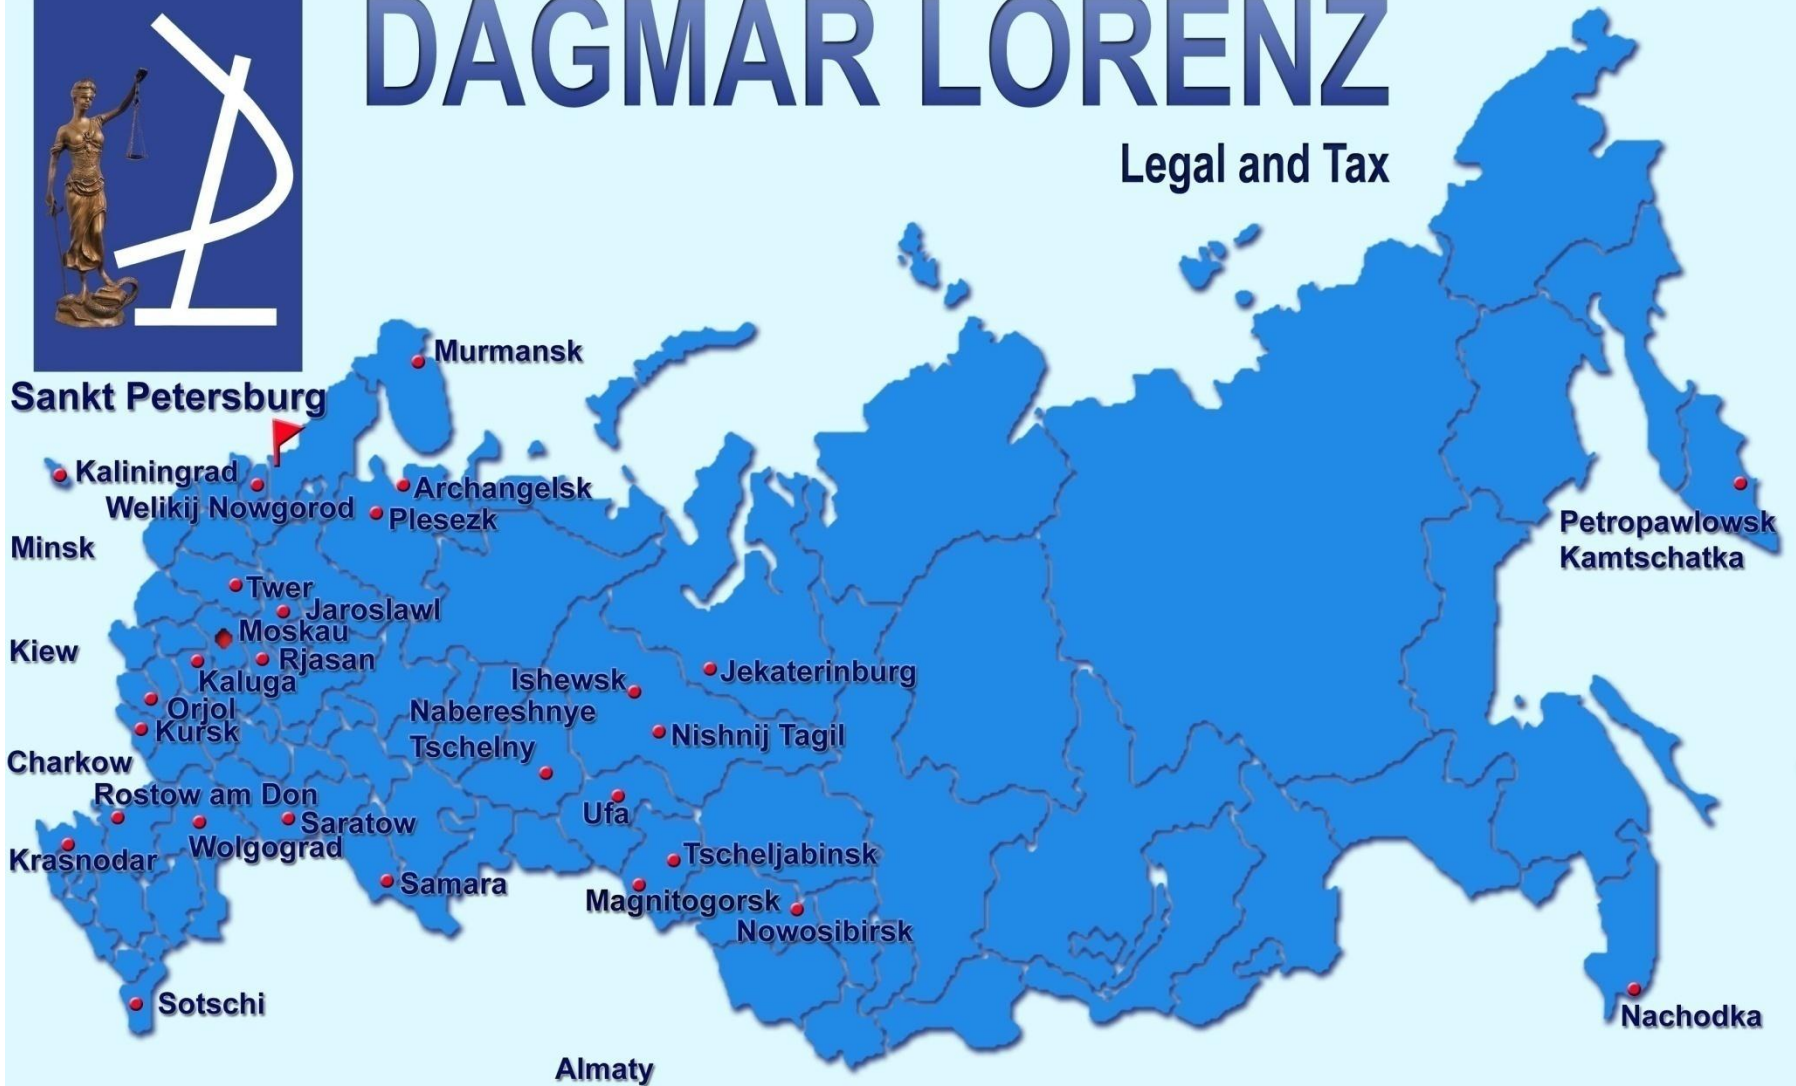 DAGMAR LORENZ
Legal and Tax
Murmansk
Sankt Petersburg
Kaliningrad
Archangelsk
Welikij Nowgorod
Plesezk
Petropawlowsk
Kamtschatka
Minsk
Twer
Jaroslawl
Moskau
Kiew
Rjasan
Kaluga
Ishewsk
Jekaterinburg
Orjol
Nabereshnye
Tschelny
Kursk
Nishnij Tagil
Charkow
Rostow am Don
Ufa
Saratow
Wolgograd
Krasnodar
Tscheljabinsk
Samara
Magnitogorsk
Nowosibirsk
Sotschi
Nachodka
Almaty